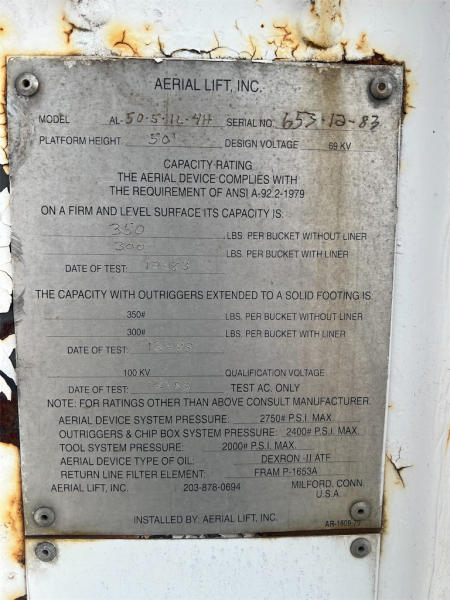 AERIAL LIFT, INC.
MODEL AL-50-5-1L-4H SERIAL NO. 653-12-83
PLATFORM HEIGHT 50' DESIGN VOLTAGE 69 KV
CAPACITY RATING
THE AERIAL DEVICE COMPLIES WITH
THE REQUIREMENT OF ANSI A-92.2-1979
ON A FIRM AND LEVEL SURFACE ITS CAPACITY IS:
350 LBS. PER BUCKET WITHOUT LINER
300 LBS. PER BUCKET WITH LINER
DATE OF TEST: 12-83
THE CAPACITY WITH OUTRIGGERS EXTENDED TO A SOLID FOOTING IS
350# LBS. PER BUCKET WITHOUT LINER
300# LBS. PER BUCKET WITH LINER
DATE OF TEST: 12-83
100 KV QUALIFICATION VOLTAGE
DATE OF TEST: TEST AC. ONLY
NOTE: FOR RATINGS OTHER THAN ABOVE CONSULT MANUFACTURER.
AERIAL DEVICE SYSTEM PRESSURE: 2750# P.S.I. MAX.
OUTRIGGERS & CHIP BOX SYSTEM PRESSURE: 2400# P.S.I. MAX.
TOOL SYSTEM PRESSURE: 2000# P.S.I. MAX.
AERIAL DEVICE TYPE OF OIL: DEXRON -II ATF
RETURN LINE FILTER ELEMENT: FRAM P-1653A
AERIAL LIFT, INC. 203-878-0694 MILFORD, CONN.
U.S.A.
INSTALLED BY: AERIAL LIFT, INC.